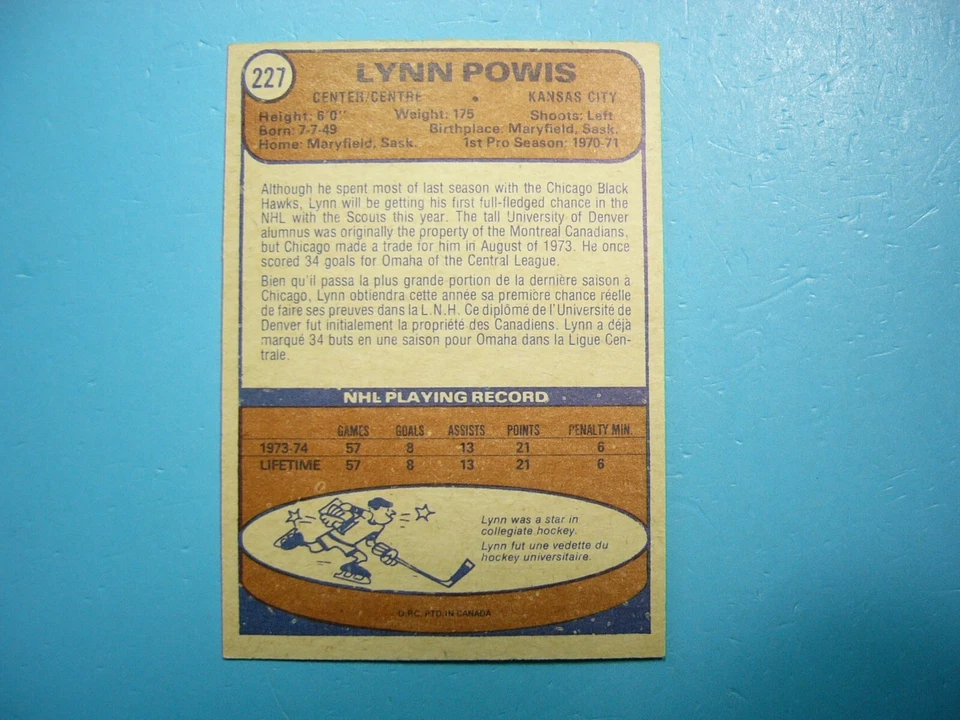 227
LYNN POWIS
CENTER/CENTRE • KANSAS CITY
Height: 6'0" Weight: 175 Shoots: Left
Born: 7-7-49 Birthplace: Maryfield, Sask.
Home: Maryfield, Sask. 1st Pro Season: 1970-71
Although he spent most of last season with the Chicago Black
Hawks, Lynn will be getting his first full-fledged chance in the
NHL with the Scouts this year. The tall University of Denver
alumnus was originally the property of the Montreal Canadians,
but Chicago made a trade for him in August of 1973. He once
scored 34 goals for Omaha of the Central League.
Bien qu'il passa la plus grande portion de la dernière saison à
Chicago, Lynn obtiendra cette année sa première chance réelle
de faire ses preuves dans la L.N.H. Ce diplômé de l'Université de
Denver fut initialement la propriété des Canadiens. Lynn a déjà
marqué 34 buts en une saison pour Omaha dans la Ligue Cen-
trale.
NHL PLAYING RECORD
GAMES GOALS ASSISTS POINTS PENALTY MIN.
1973-74 57 8 13 21 6
LIFETIME 57 8 13 21 6
Lynn was a star in
collegiate hockey.
Lynn fut une vedette du
hockey universitaire.
O.P.C. PTD. IN CANADA